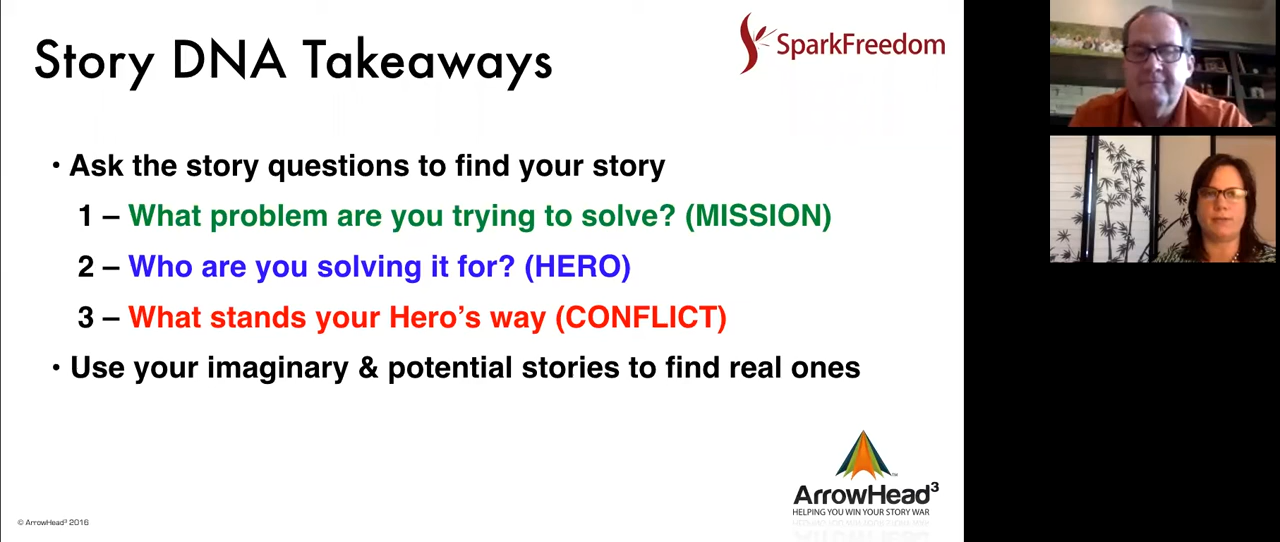 Story DNA Takeaways
SparkFreedom
• Ask the story questions to find your story
1 – What problem are you trying to solve? (MISSION)
2 – Who are you solving it for? (HERO)
3 – What stands your Hero’s way (CONFLICT)
• Use your imaginary & potential stories to find real ones
ArrowHead³
™
HELPING YOU WIN YOUR STORY WAR
© ArrowHead³ 2016